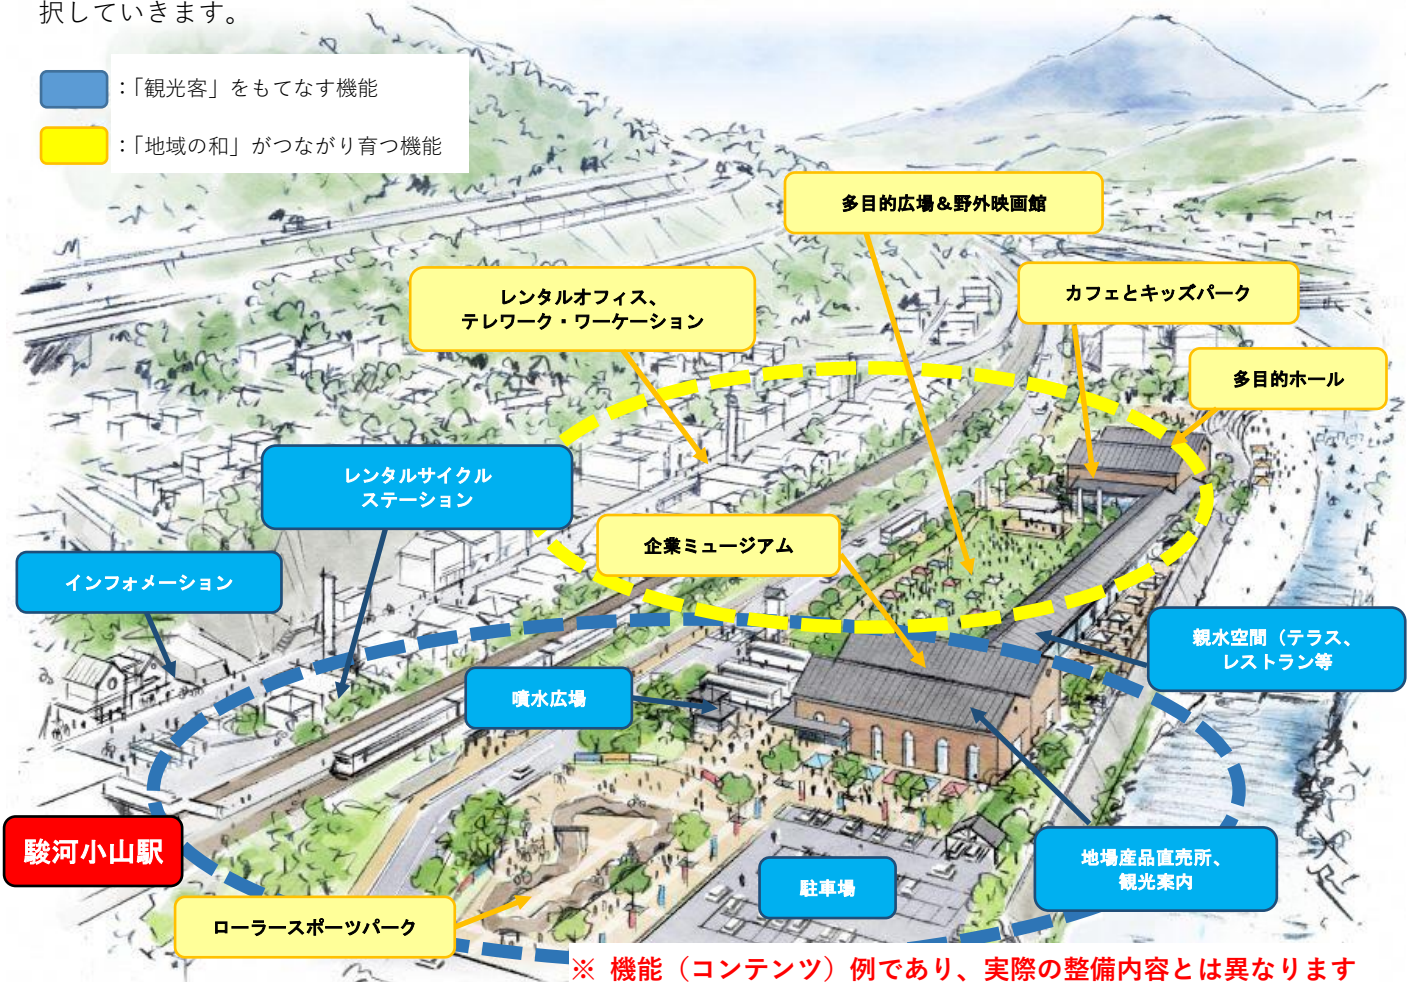 択していきます。
：「観光客」をもてなす機能
：「地域の和」がつながり育つ機能
多目的広場＆野外映画館
カフェとキッズパーク
レンタルオフィス、
テレワーク・ワーケーション
多目的ホール
レンタルサイクル
ステーション
企業ミュージアム
インフォメーション
親水空間（テラス、
レストラン等
噴水広場
駿河小山駅
地場産品直売所、
観光案内
駐車場
ローラースポーツパーク
※ 機能（コンテンツ）例であり、実際の整備内容とは異なります